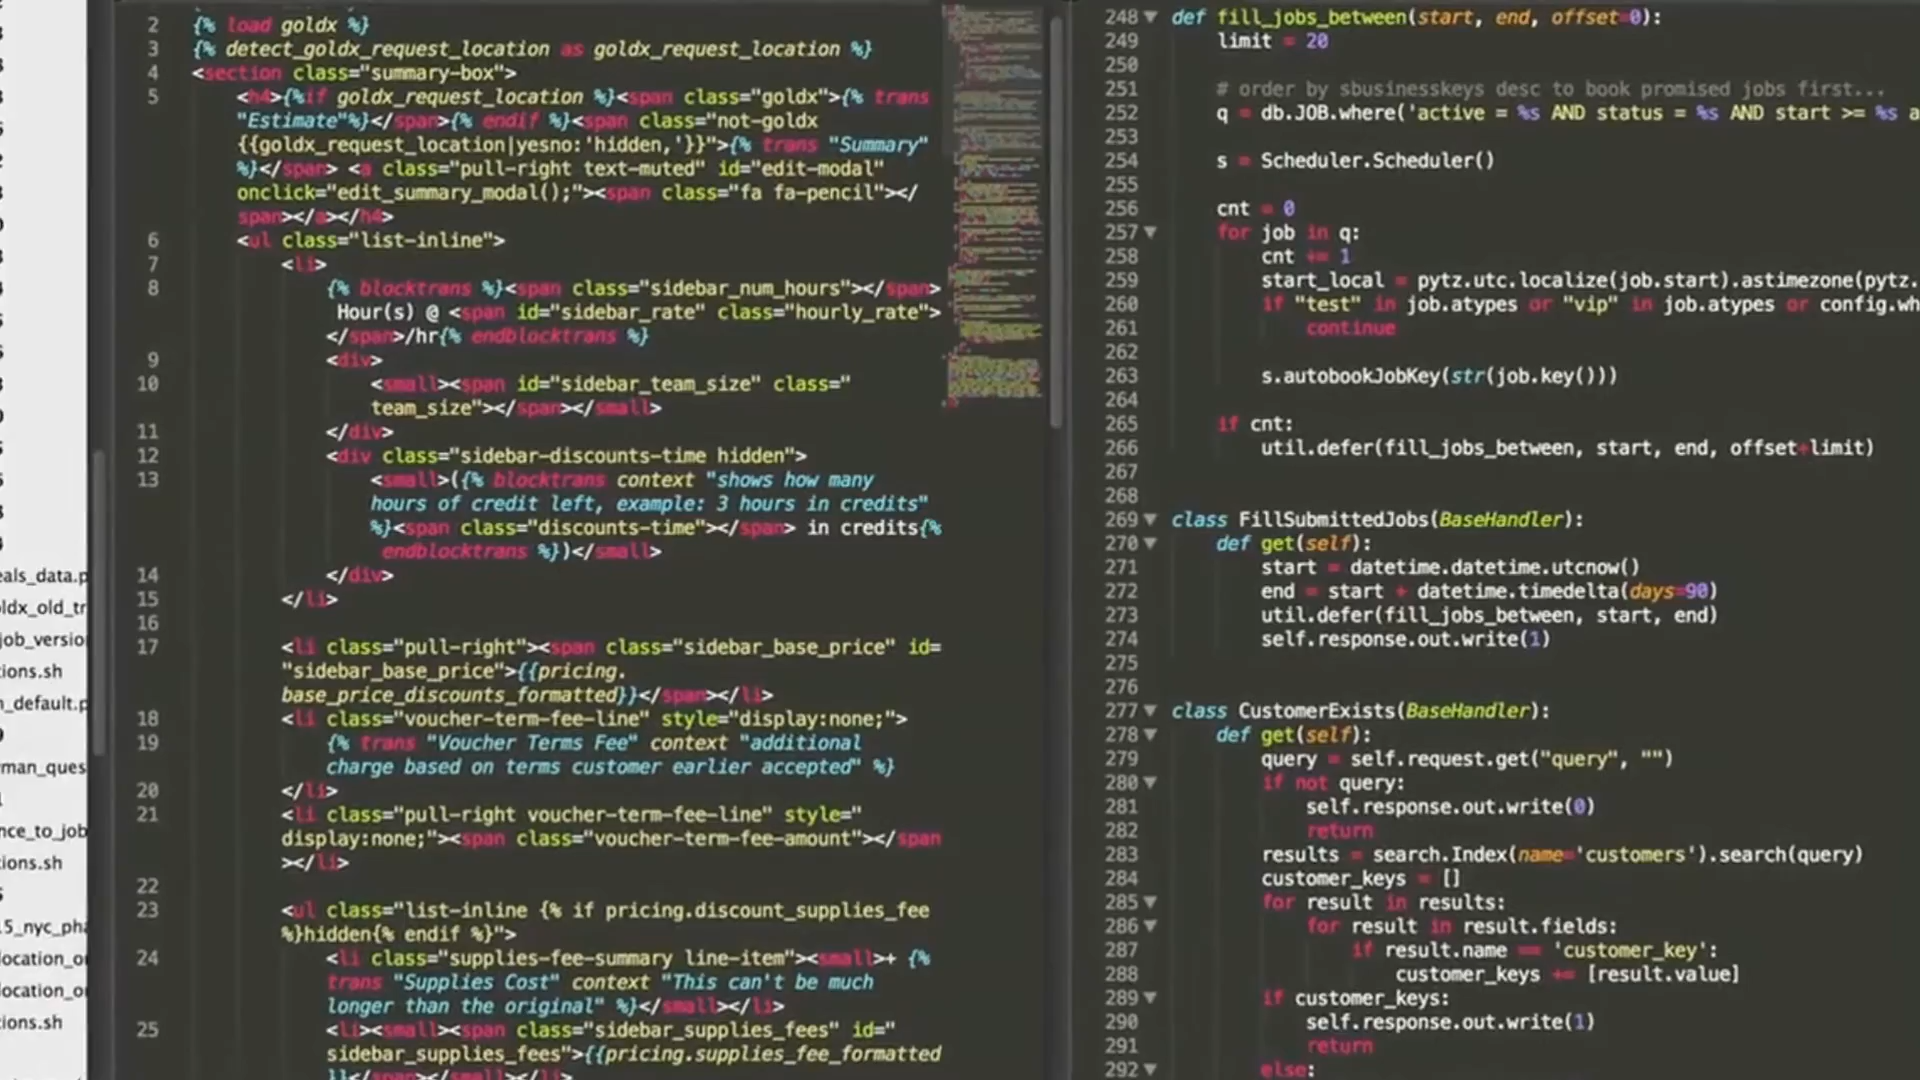 eals_data.p
ldx_old_tr
job_versio
ions.sh
n_default.p
man_ques
nce_to_job
ions.sh
15_nyc_pha
location_o
location_o
ions.sh
2 {% load goldx %}
3 {% detect_goldx_request_location as goldx_request_location %}
4 <section class="summary-box">
5 <h4>{%if goldx_request_location %}<span class="goldx">{% trans
"Estimate"%}</span>{% endif %}<span class="not-goldx
{{goldx_request_location|yesno:'hidden,'}}">{% trans "Summary"
%}</span> <a class="pull-right text-muted" id="edit-modal"
onclick="edit_summary_modal();"><span class="fa fa-pencil"></
span></a></h4>
6 <ul class="list-inline">
7 <li>
8 {% blocktrans %}<span class="sidebar_num_hours"></span>
Hour(s) @ <span id="sidebar_rate" class="hourly_rate">
</span>/hr{% endblocktrans %}
9 <div>
10 <small><span id="sidebar_team_size" class="
team_size"></span></small>
11 </div>
12 <div class="sidebar-discounts-time hidden">
13 <small>({% blocktrans context "shows how many
hours of credit left, example: 3 hours in credits"
%}<span class="discounts-time"></span> in credits{%
endblocktrans %})</small>
14 </div>
15 </li>
16
17 <li class="pull-right"><span class="sidebar_base_price" id=
"sidebar_base_price">{{pricing.
base_price_discounts_formatted}}</span></li>
18 <li class="voucher-term-fee-line" style="display:none;">
19 {% trans "Voucher Terms Fee" context "additional
charge based on terms customer earlier accepted" %}
20 </li>
21 <li class="pull-right voucher-term-fee-line" style="
display:none;"><span class="voucher-term-fee-amount"></span
></li>
22
23 <ul class="list-inline {% if pricing.discount_supplies_fee
%}hidden{% endif %}">
24 <li class="supplies-fee-summary line-item"><small>+ {%
trans "Supplies Cost" context "This can't be much
longer than the original" %}</small></li>
25 <li><small><span class="sidebar_supplies_fees" id="
sidebar_supplies_fees">{{pricing.supplies_fee_formatted
}}</span></small></li>
248 def fill_jobs_between(start, end, offset=0):
249 limit = 20
250
251 # order by sbusinesskeys desc to book promised jobs first...
252 q = db.JOB.where('active = %s AND status = %s AND start >= %s a
253
254 s = Scheduler.Scheduler()
255
256 cnt = 0
257 for job in q:
258 cnt += 1
259 start_local = pytz.utc.localize(job.start).astimezone(pytz.
260 if "test" in job.atypes or "vip" in job.atypes or config.wh
261 continue
262
263 s.autobookJobKey(str(job.key()))
264
265 if cnt:
266 util.defer(fill_jobs_between, start, end, offset+limit)
267
268
269 class FillSubmittedJobs(BaseHandler):
270 def get(self):
271 start = datetime.datetime.utcnow()
272 end = start + datetime.timedelta(days=90)
273 util.defer(fill_jobs_between, start, end)
274 self.response.out.write(1)
275
276
277 class CustomerExists(BaseHandler):
278 def get(self):
279 query = self.request.get("query", "")
280 if not query:
281 self.response.out.write(0)
282 return
283 results = search.Index(name='customers').search(query)
284 customer_keys = []
285 for result in results:
286 for result in result.fields:
287 if result.name == 'customer_key':
288 customer_keys += [result.value]
289 if customer_keys:
290 self.response.out.write(1)
291 return
292 else: